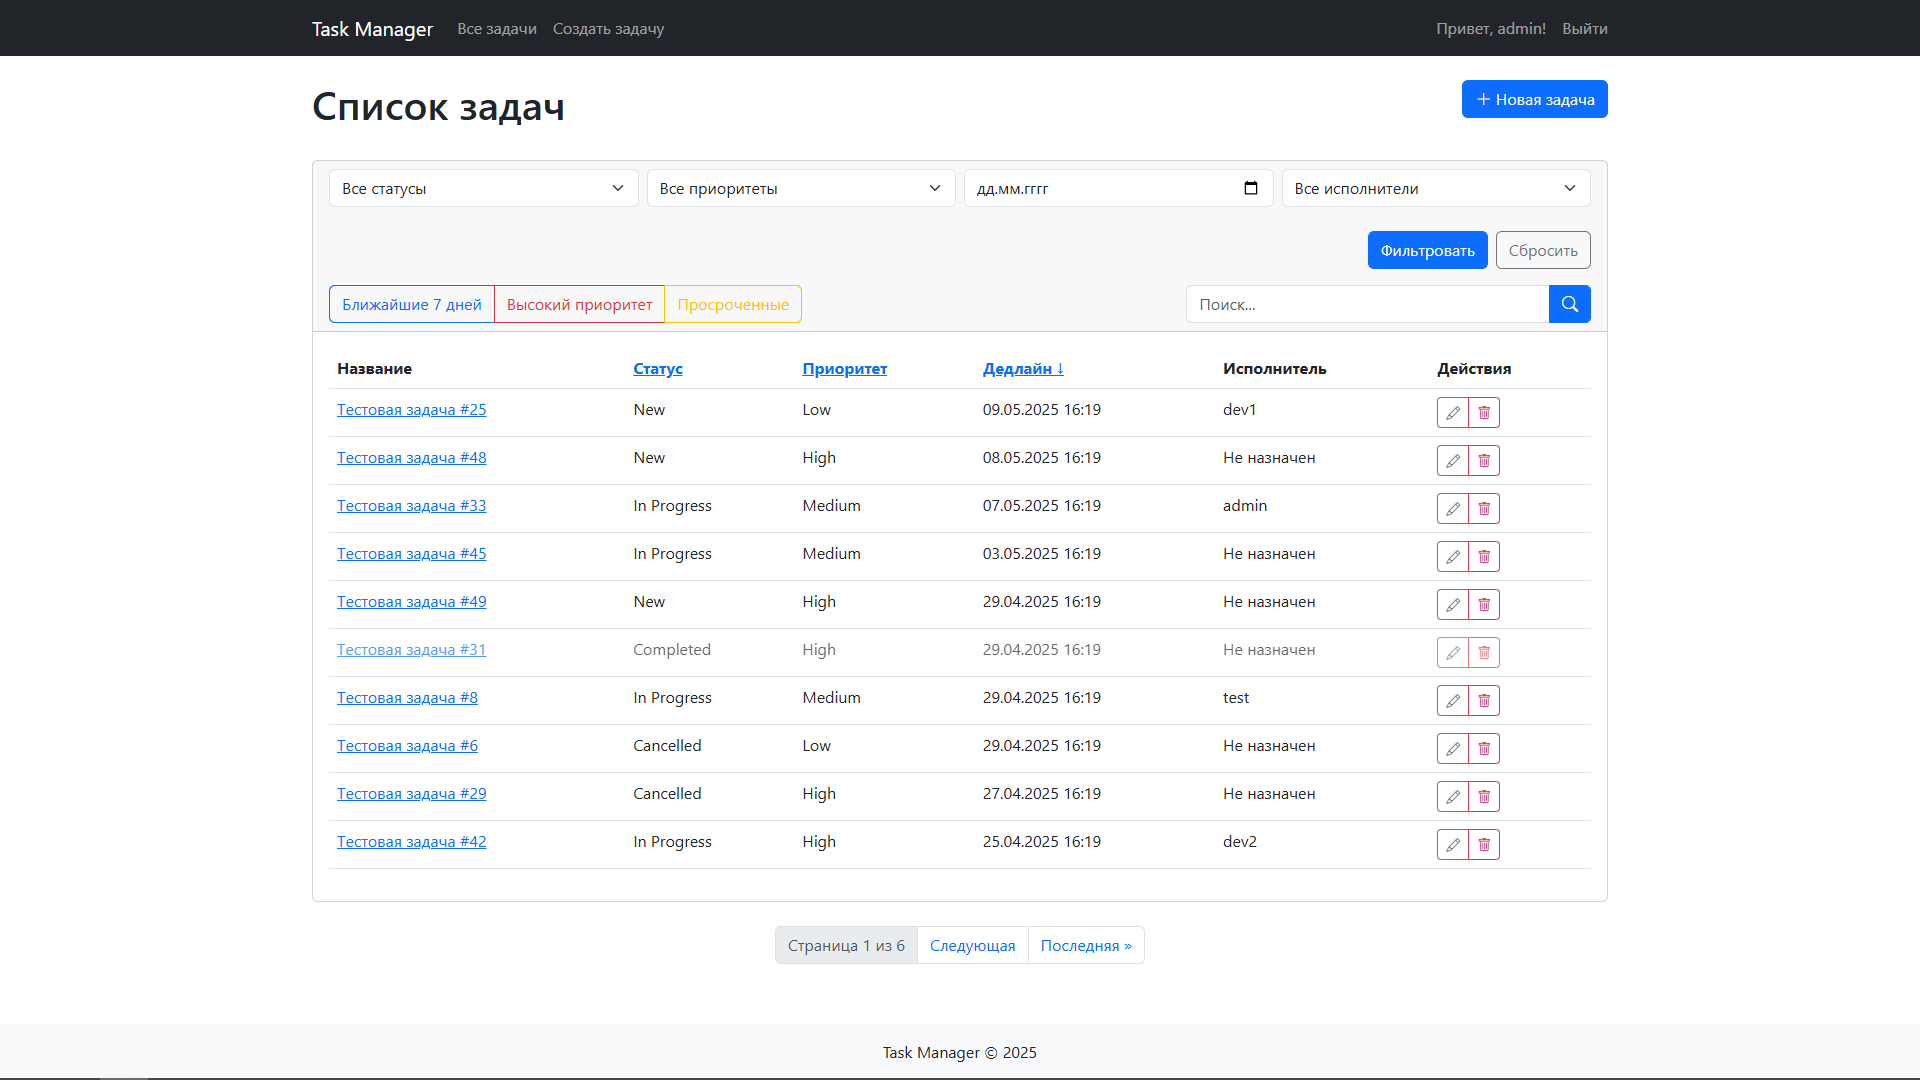 Task Manager Все задачи Создать задачу Привет, admin! Выйти
Список задач
+ Новая задача
Все статусы Все приоритеты дд.мм.гггг Все исполнители
Фильтровать Сбросить
Ближайшие 7 дней Высокий приоритет Просроченные Поиск...
Название Статус Приоритет Дедлайн ↓ Исполнитель Действия
Тестовая задача #25 New Low 09.05.2025 16:19 dev1
Тестовая задача #48 New High 08.05.2025 16:19 Не назначен
Тестовая задача #33 In Progress Medium 07.05.2025 16:19 admin
Тестовая задача #45 In Progress Medium 03.05.2025 16:19 Не назначен
Тестовая задача #49 New High 29.04.2025 16:19 Не назначен
Тестовая задача #31 Completed High 29.04.2025 16:19 Не назначен
Тестовая задача #8 In Progress Medium 29.04.2025 16:19 test
Тестовая задача #6 Cancelled Low 29.04.2025 16:19 Не назначен
Тестовая задача #29 Cancelled High 27.04.2025 16:19 Не назначен
Тестовая задача #42 In Progress High 25.04.2025 16:19 dev2
Страница 1 из 6 Следующая Последняя »
Task Manager © 2025